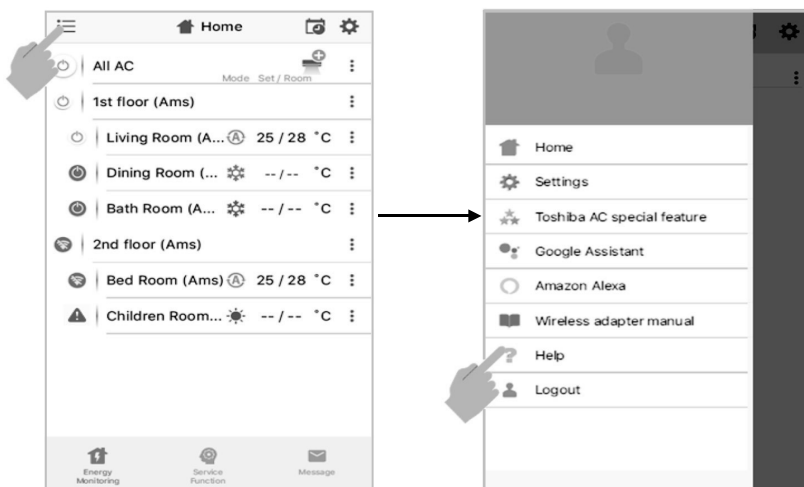 Home
All AC
Mode Set / Room
1st floor (Ams)
Living Room (A... 25 / 28 °C
Dining Room (... -- / -- °C
Bath Room (A... -- / -- °C
2nd floor (Ams)
Bed Room (Ams) 25 / 28 °C
Children Room... -- / -- °C
Energy
Monitoring
Service
Function
Message
Home
Settings
Toshiba AC special feature
Google Assistant
Amazon Alexa
Wireless adapter manual
Help
Logout